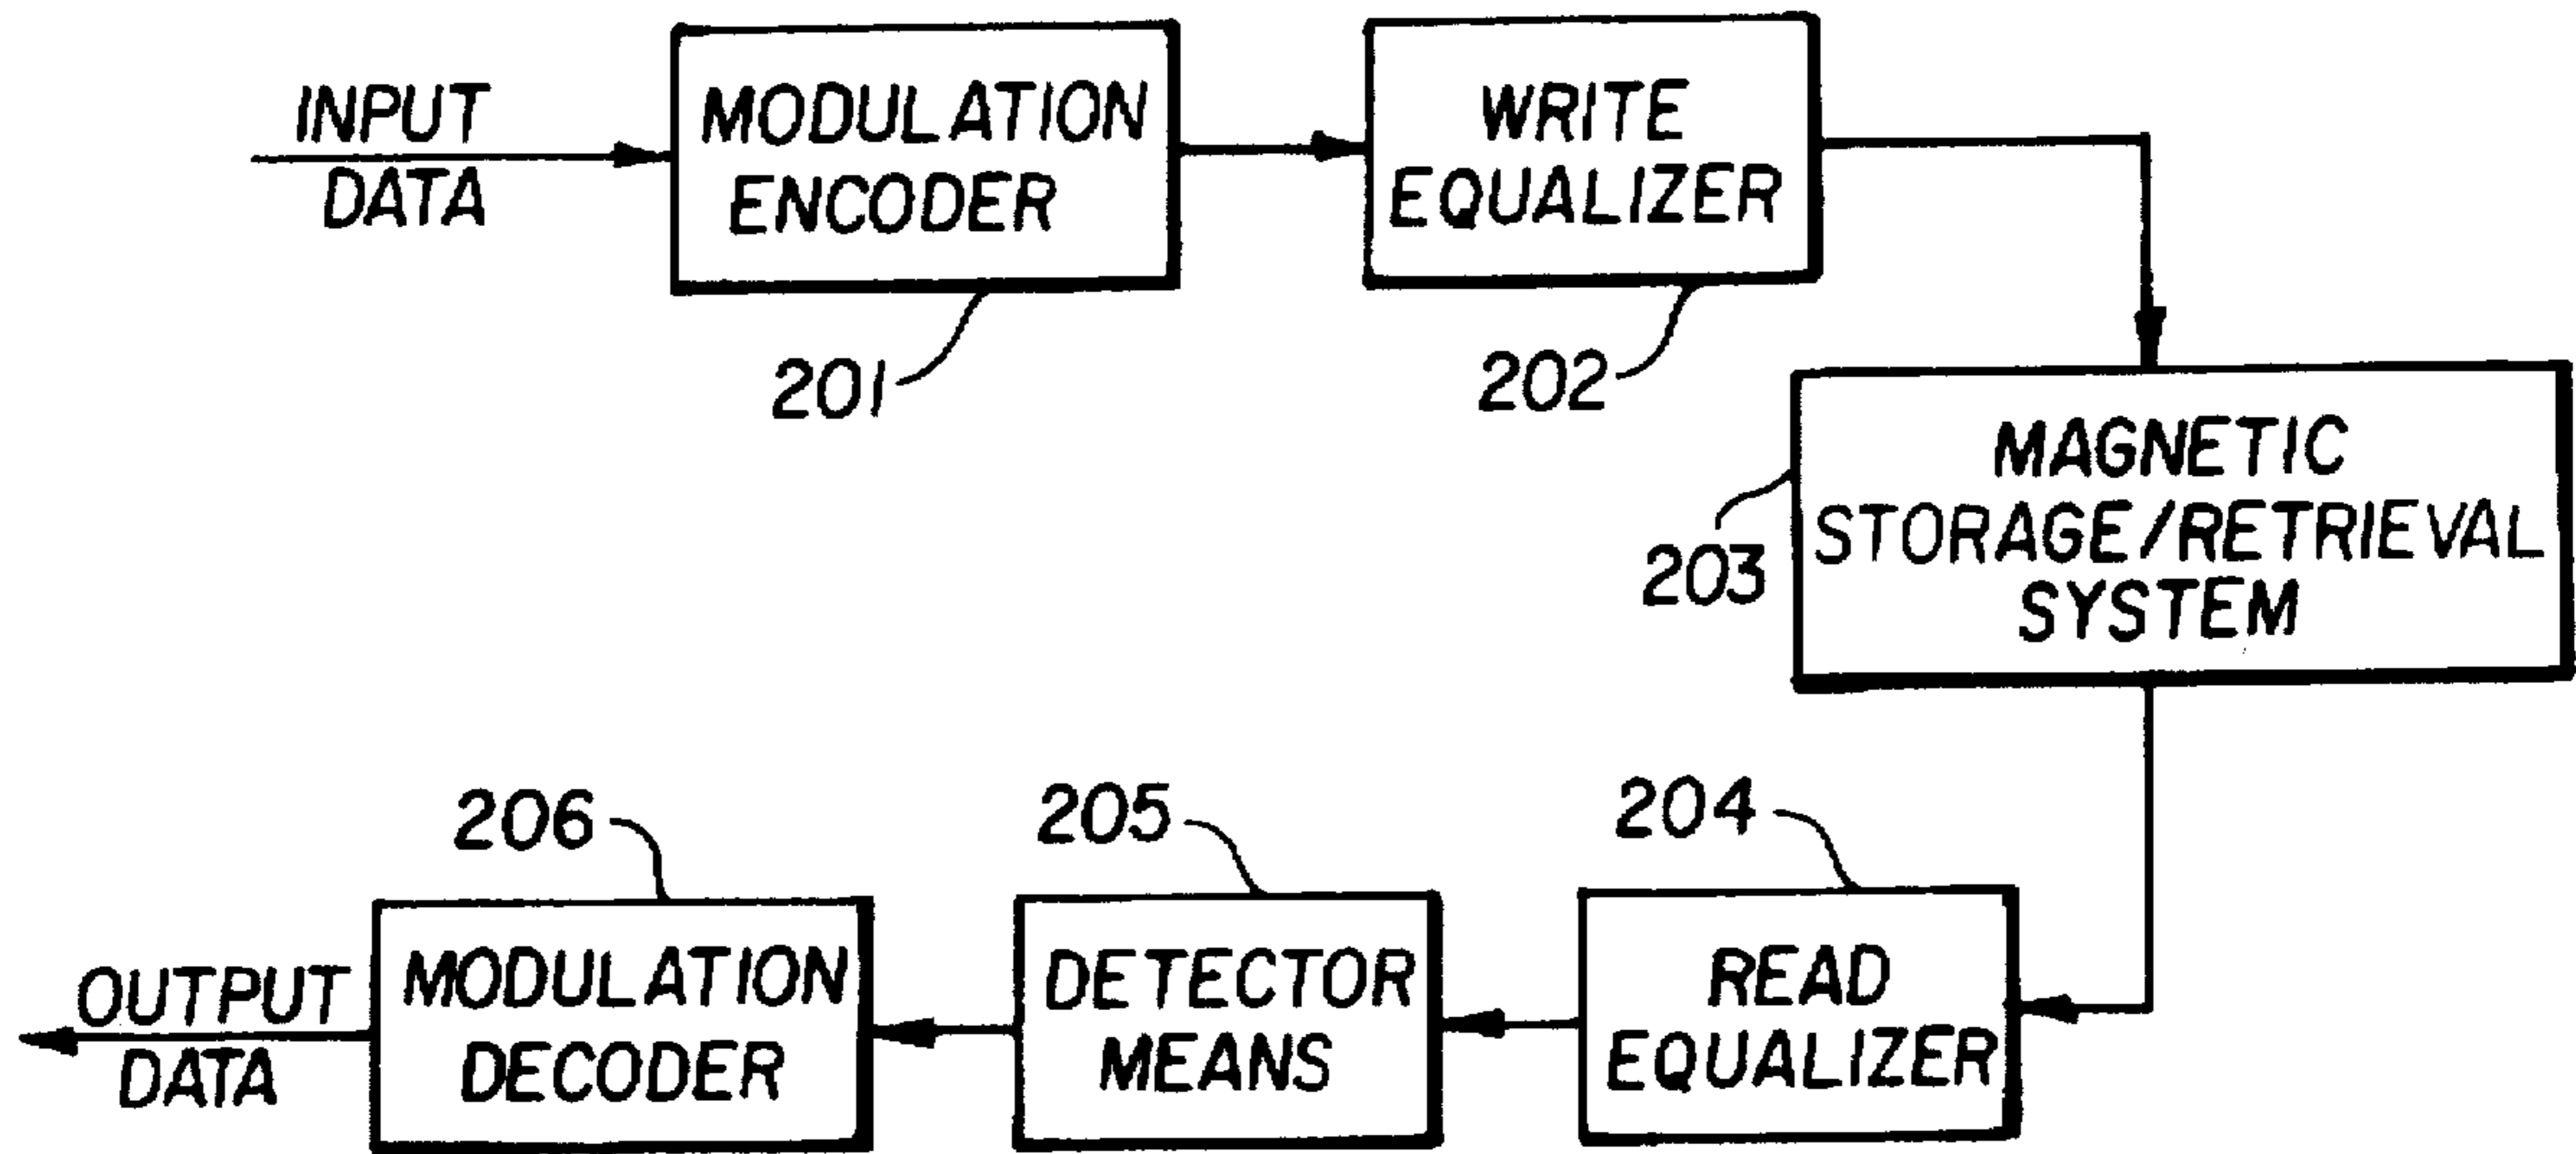 INPUT
DATA
MODULATION
ENCODER
201
WRITE
EQUALIZER
202
MAGNETIC
STORAGE/RETRIEVAL
SYSTEM
203
204
READ
EQUALIZER
205
DETECTOR
MEANS
206
MODULATION
DECODER
OUTPUT
DATA